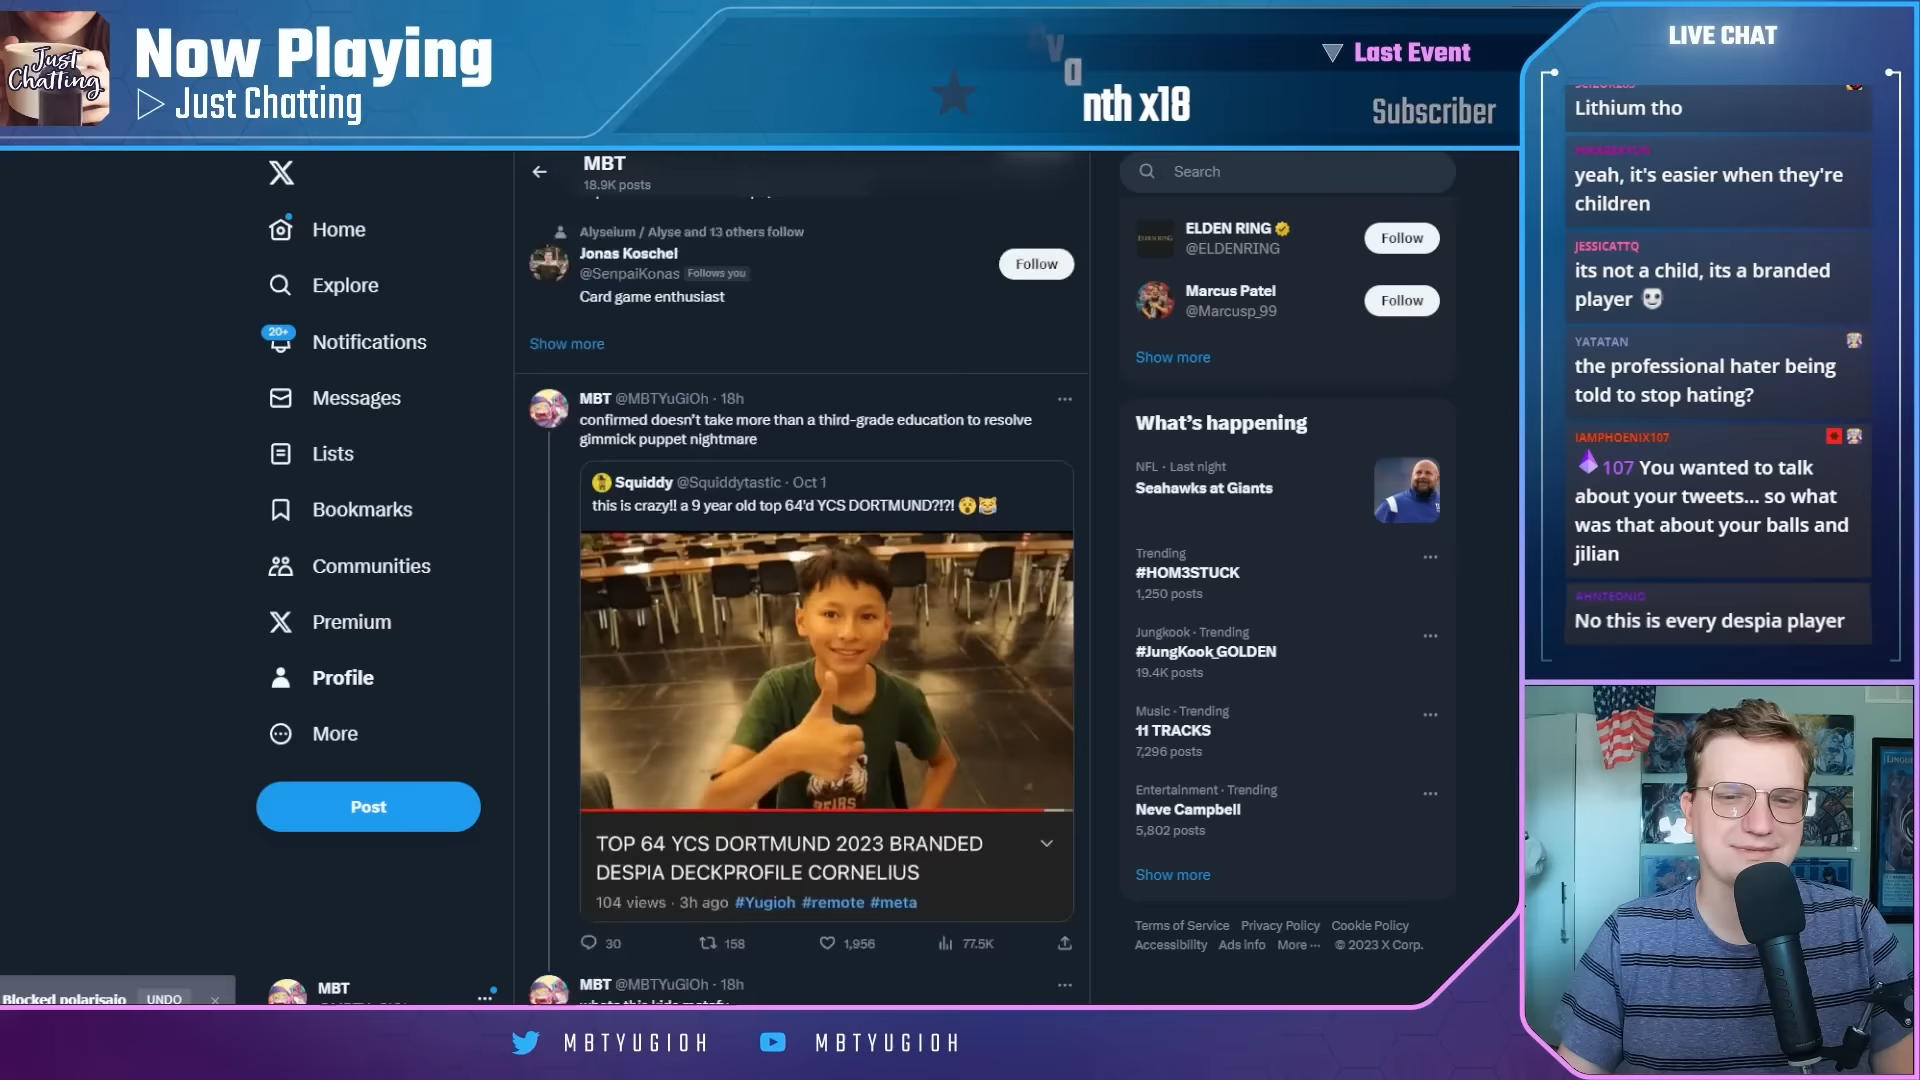 Just
Chatting
Now Playing
Just Chatting
nth x18
Last Event
Subscriber
LIVE CHAT
Lithium tho
yeah, it's easier when they're
children
JESSICATTQ
its not a child, its a branded
player
YATATAN
the professional hater being
told to stop hating?
IAMPHOENIX107
107 You wanted to talk
about your tweets... so what
was that about your balls and
jilian
AHNTEONIO
No this is every despia player
Home
Explore
20+
Notifications
Messages
Lists
Bookmarks
Communities
Premium
Profile
More
Post
MBT
Blocked polarisaio UNDO
MBT
18.9K posts
Alyseium / Alyse and 13 others follow
Jonas Koschel
@SenpaiKonas Follows you
Card game enthusiast
Follow
Show more
MBT @MBTYuGiOh · 18h
confirmed doesn't take more than a third-grade education to resolve
gimmick puppet nightmare
Squiddy @Squiddytastic · Oct 1
this is crazy!! a 9 year old top 64'd YCS DORTMUND?!?!
BEARS
TOP 64 YCS DORTMUND 2023 BRANDED
DESPIA DECKPROFILE CORNELIUS
104 views · 3h ago #Yugioh #remote #meta
30 158 1,956 77.5K
MBT @MBTYuGiOh · 18h
Search
ELDEN RING
@ELDENRING
Follow
Marcus Patel
@Marcusp_99
Follow
Show more
What's happening
NFL · Last night
Seahawks at Giants
Trending
#HOM3STUCK
1,250 posts
Jungkook · Trending
#JungKook_GOLDEN
19.4K posts
Music · Trending
11 TRACKS
7,296 posts
Entertainment · Trending
Neve Campbell
5,802 posts
Show more
Terms of Service Privacy Policy Cookie Policy
Accessibility Ads info More ··· © 2023 X Corp.
MBTYUGIOH MBTYUGIOH